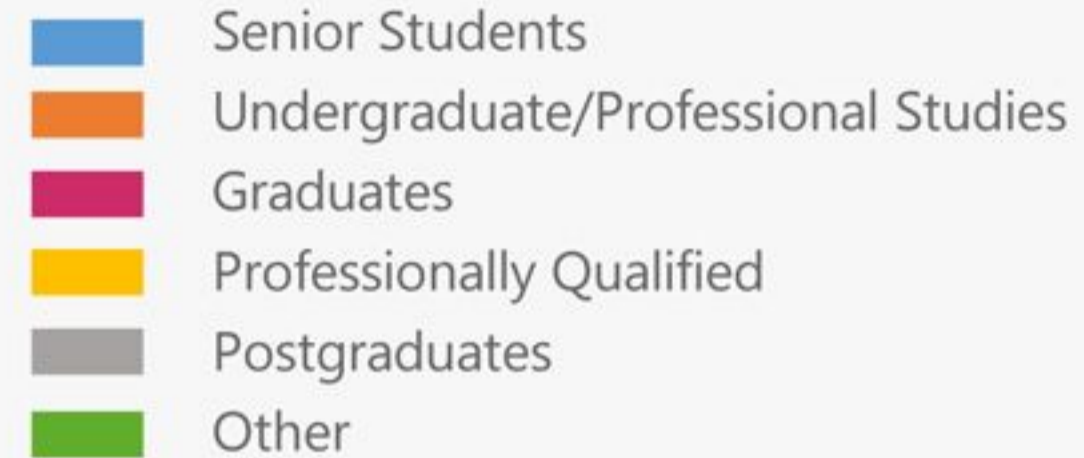 Senior Students
Undergraduate/Professional Studies
Graduates
Professionally Qualified
Postgraduates
Other